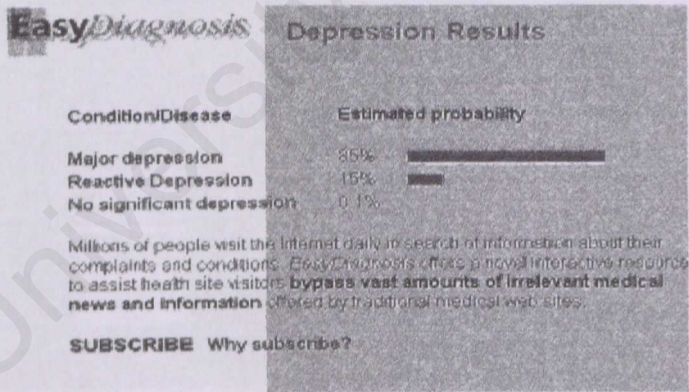 EasyDiagnosis Depression Results
Condition/Disease Estimated probability
Major depression 85%
Reactive Depression 15%
No significant depression 0.1%
Millions of people visit the Internet daily in search of information about their
complaints and conditions. EasyDiagnosis offers a novel interactive resource
to assist health site visitors bypass vast amounts of irrelevant medical
news and information offered by traditional medical web sites.
SUBSCRIBE Why subscribe?